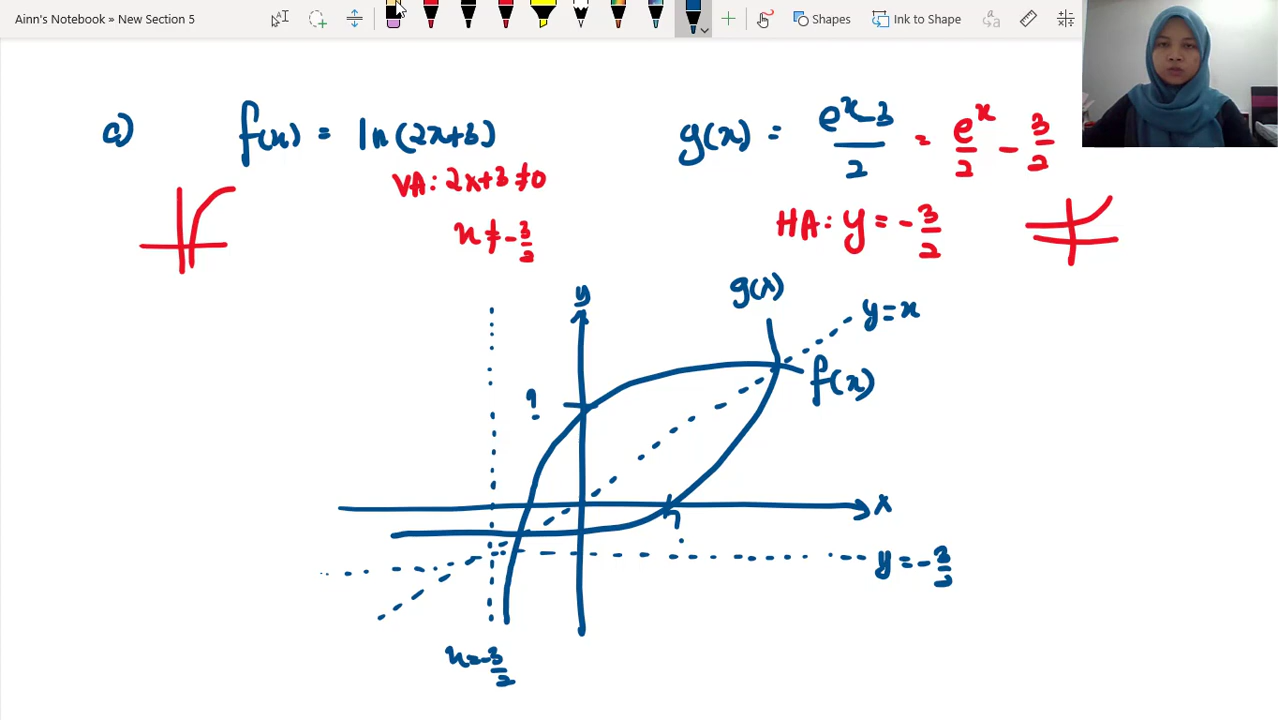 Ainn's Notebook » New Section 5
Shapes
Ink to Shape
a)
f(x) = ln(2x+3)
g(x) = e^x-3/2 = e^x/2 - 3/2
VA: 2x+3 ≠ 0
x ≠ -3/2
HA: y = -3/2
y
g(x)
y=x
f(x)
?
x
?
y = -3/2
x=-3/2